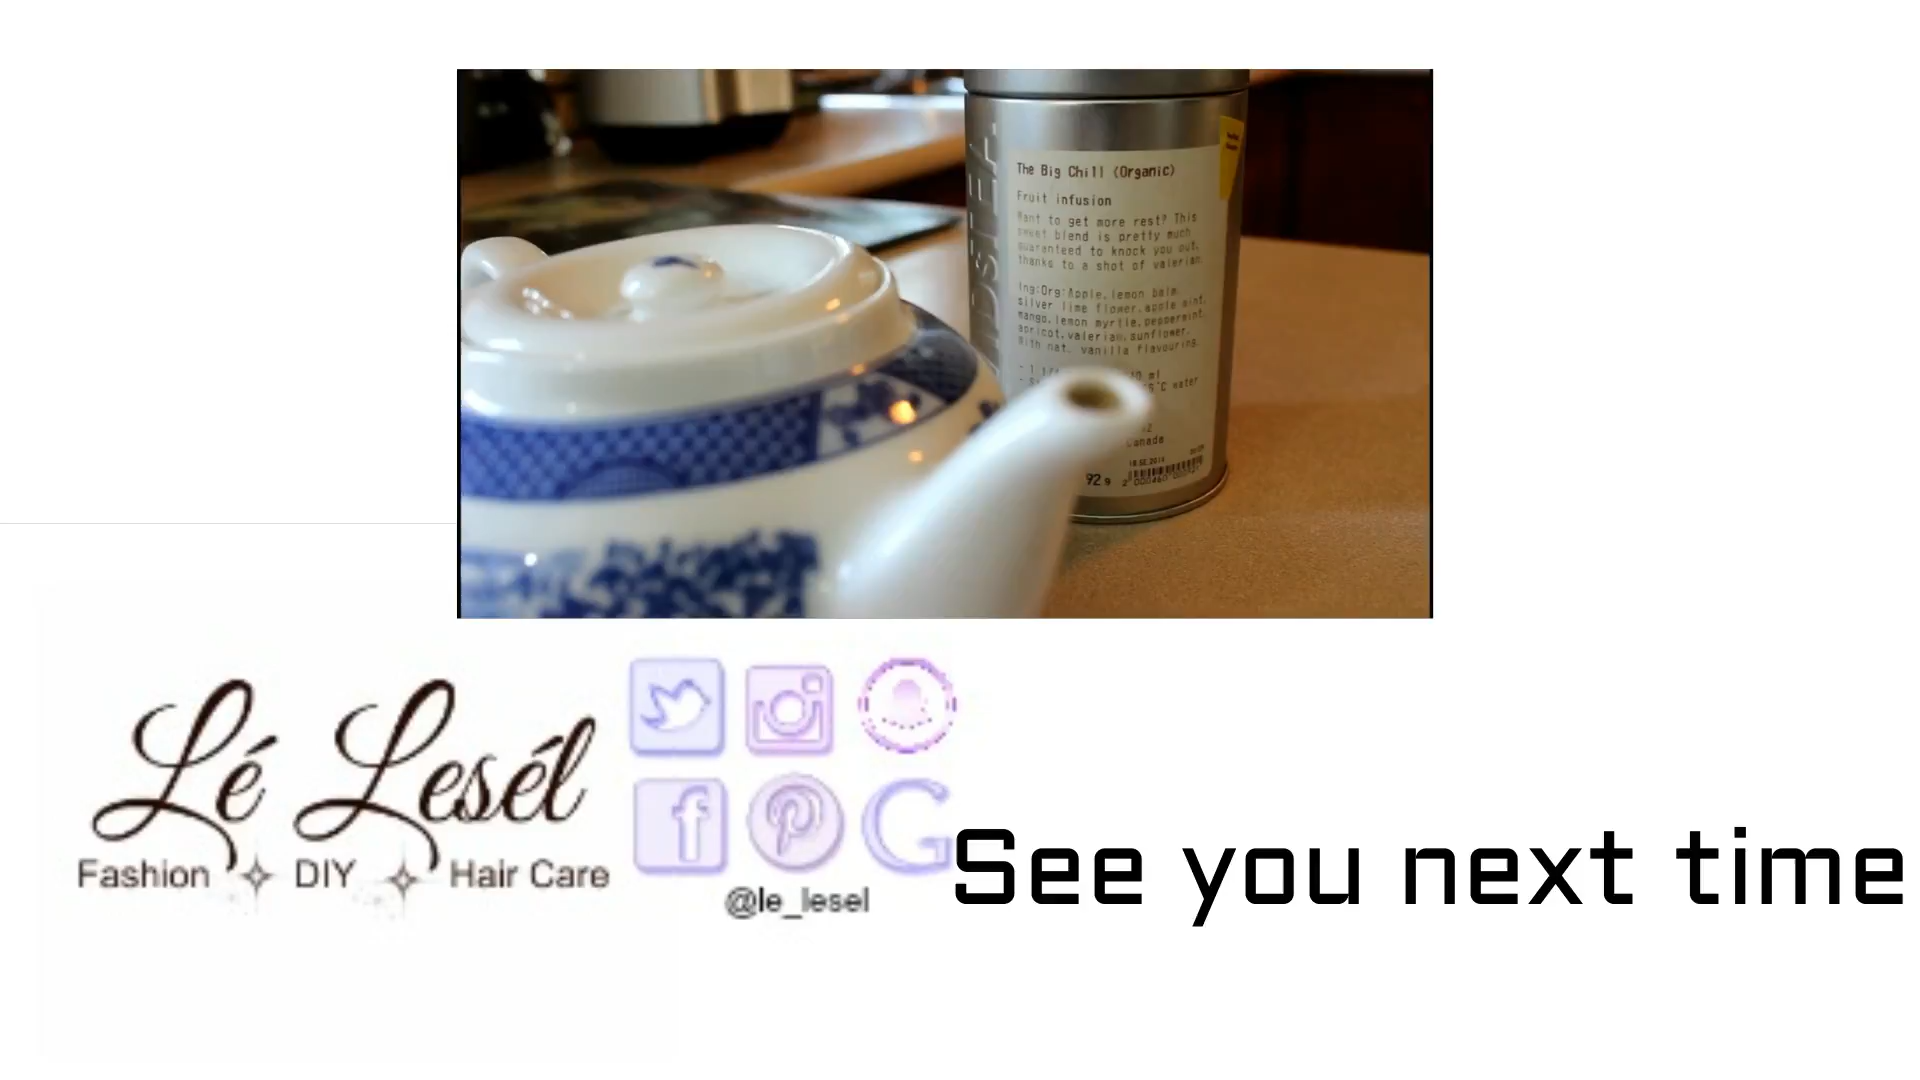 The Big Chill (Organic)
Fruit infusion
Want to get more rest? This
sweet blend is pretty much
guaranteed to knock you out,
thanks to a shot of valerian.
Ing:Org:Apple, lemon balm,
silver lime flower, apple mint,
mango, lemon myrtle, peppermint,
apricot, valerian, sunflower.
With nat. vanilla flavouring.
ml
°C water
Canada
92 g
Lé Lesél
Fashion DIY Hair Care
@le_lesel
See you next time